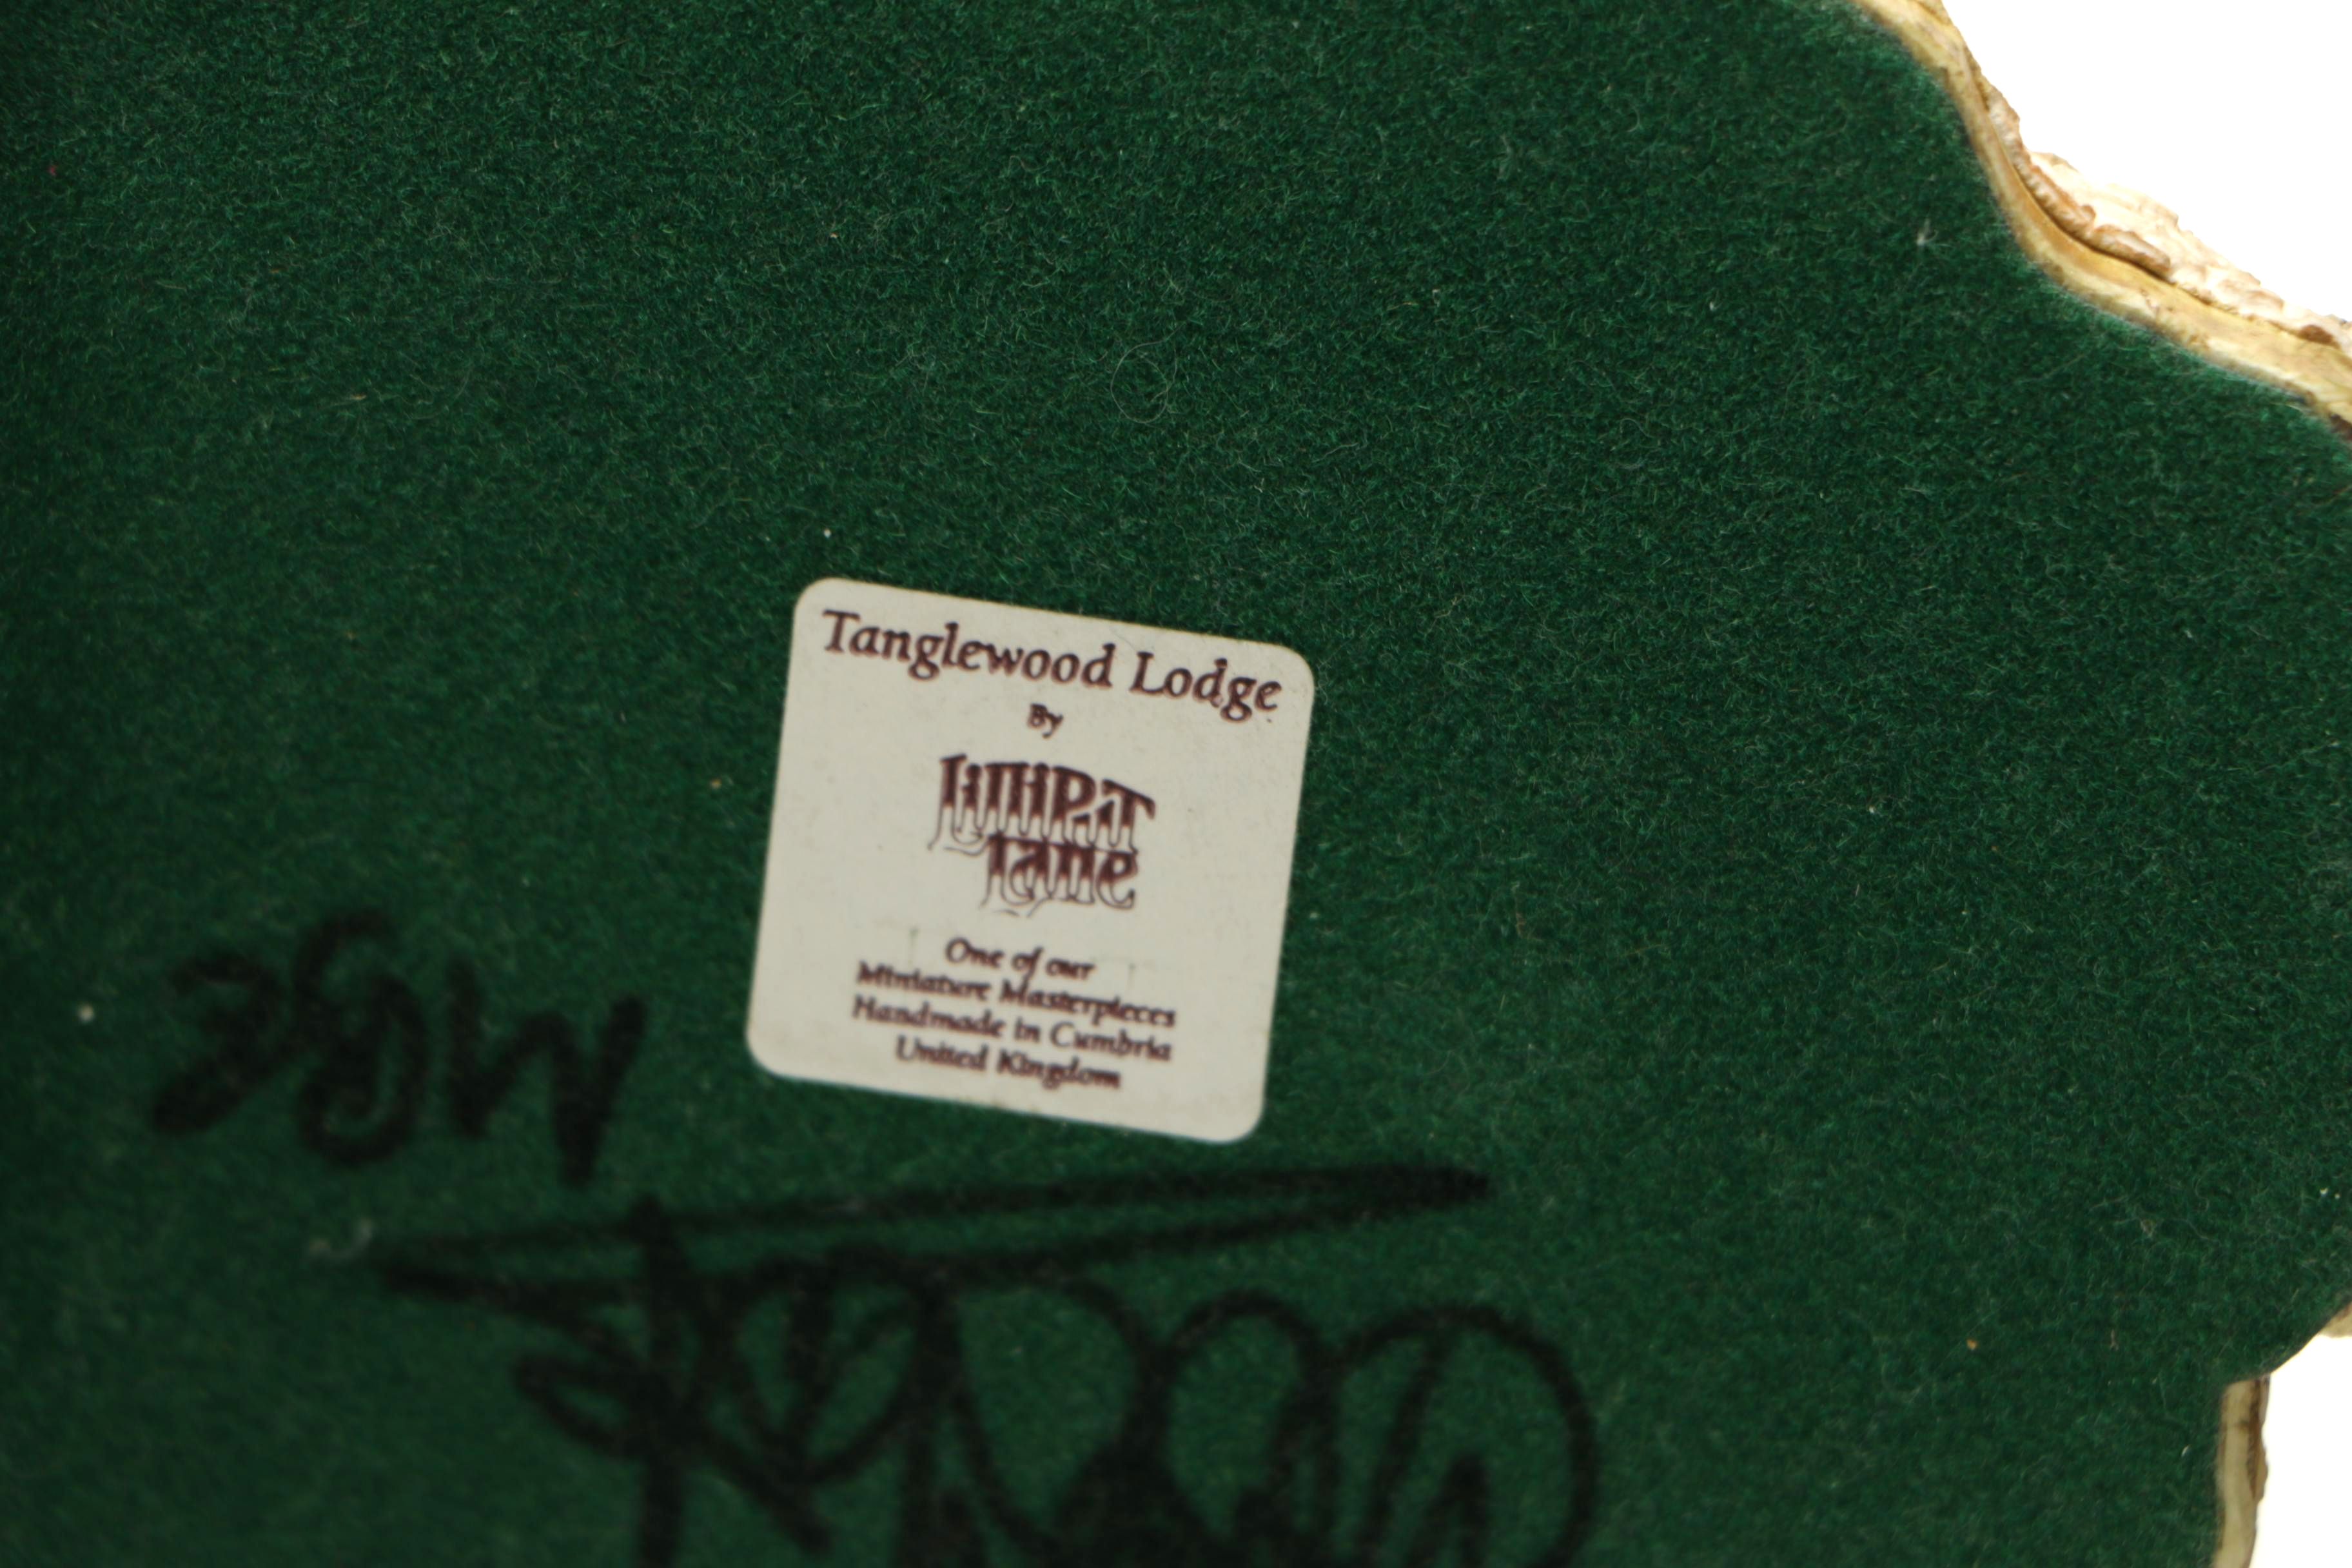 Tanglewood Lodge
By
Lilliput
Lane
One of our
Miniature Masterpieces
Handmade in Cumbria
United Kingdom